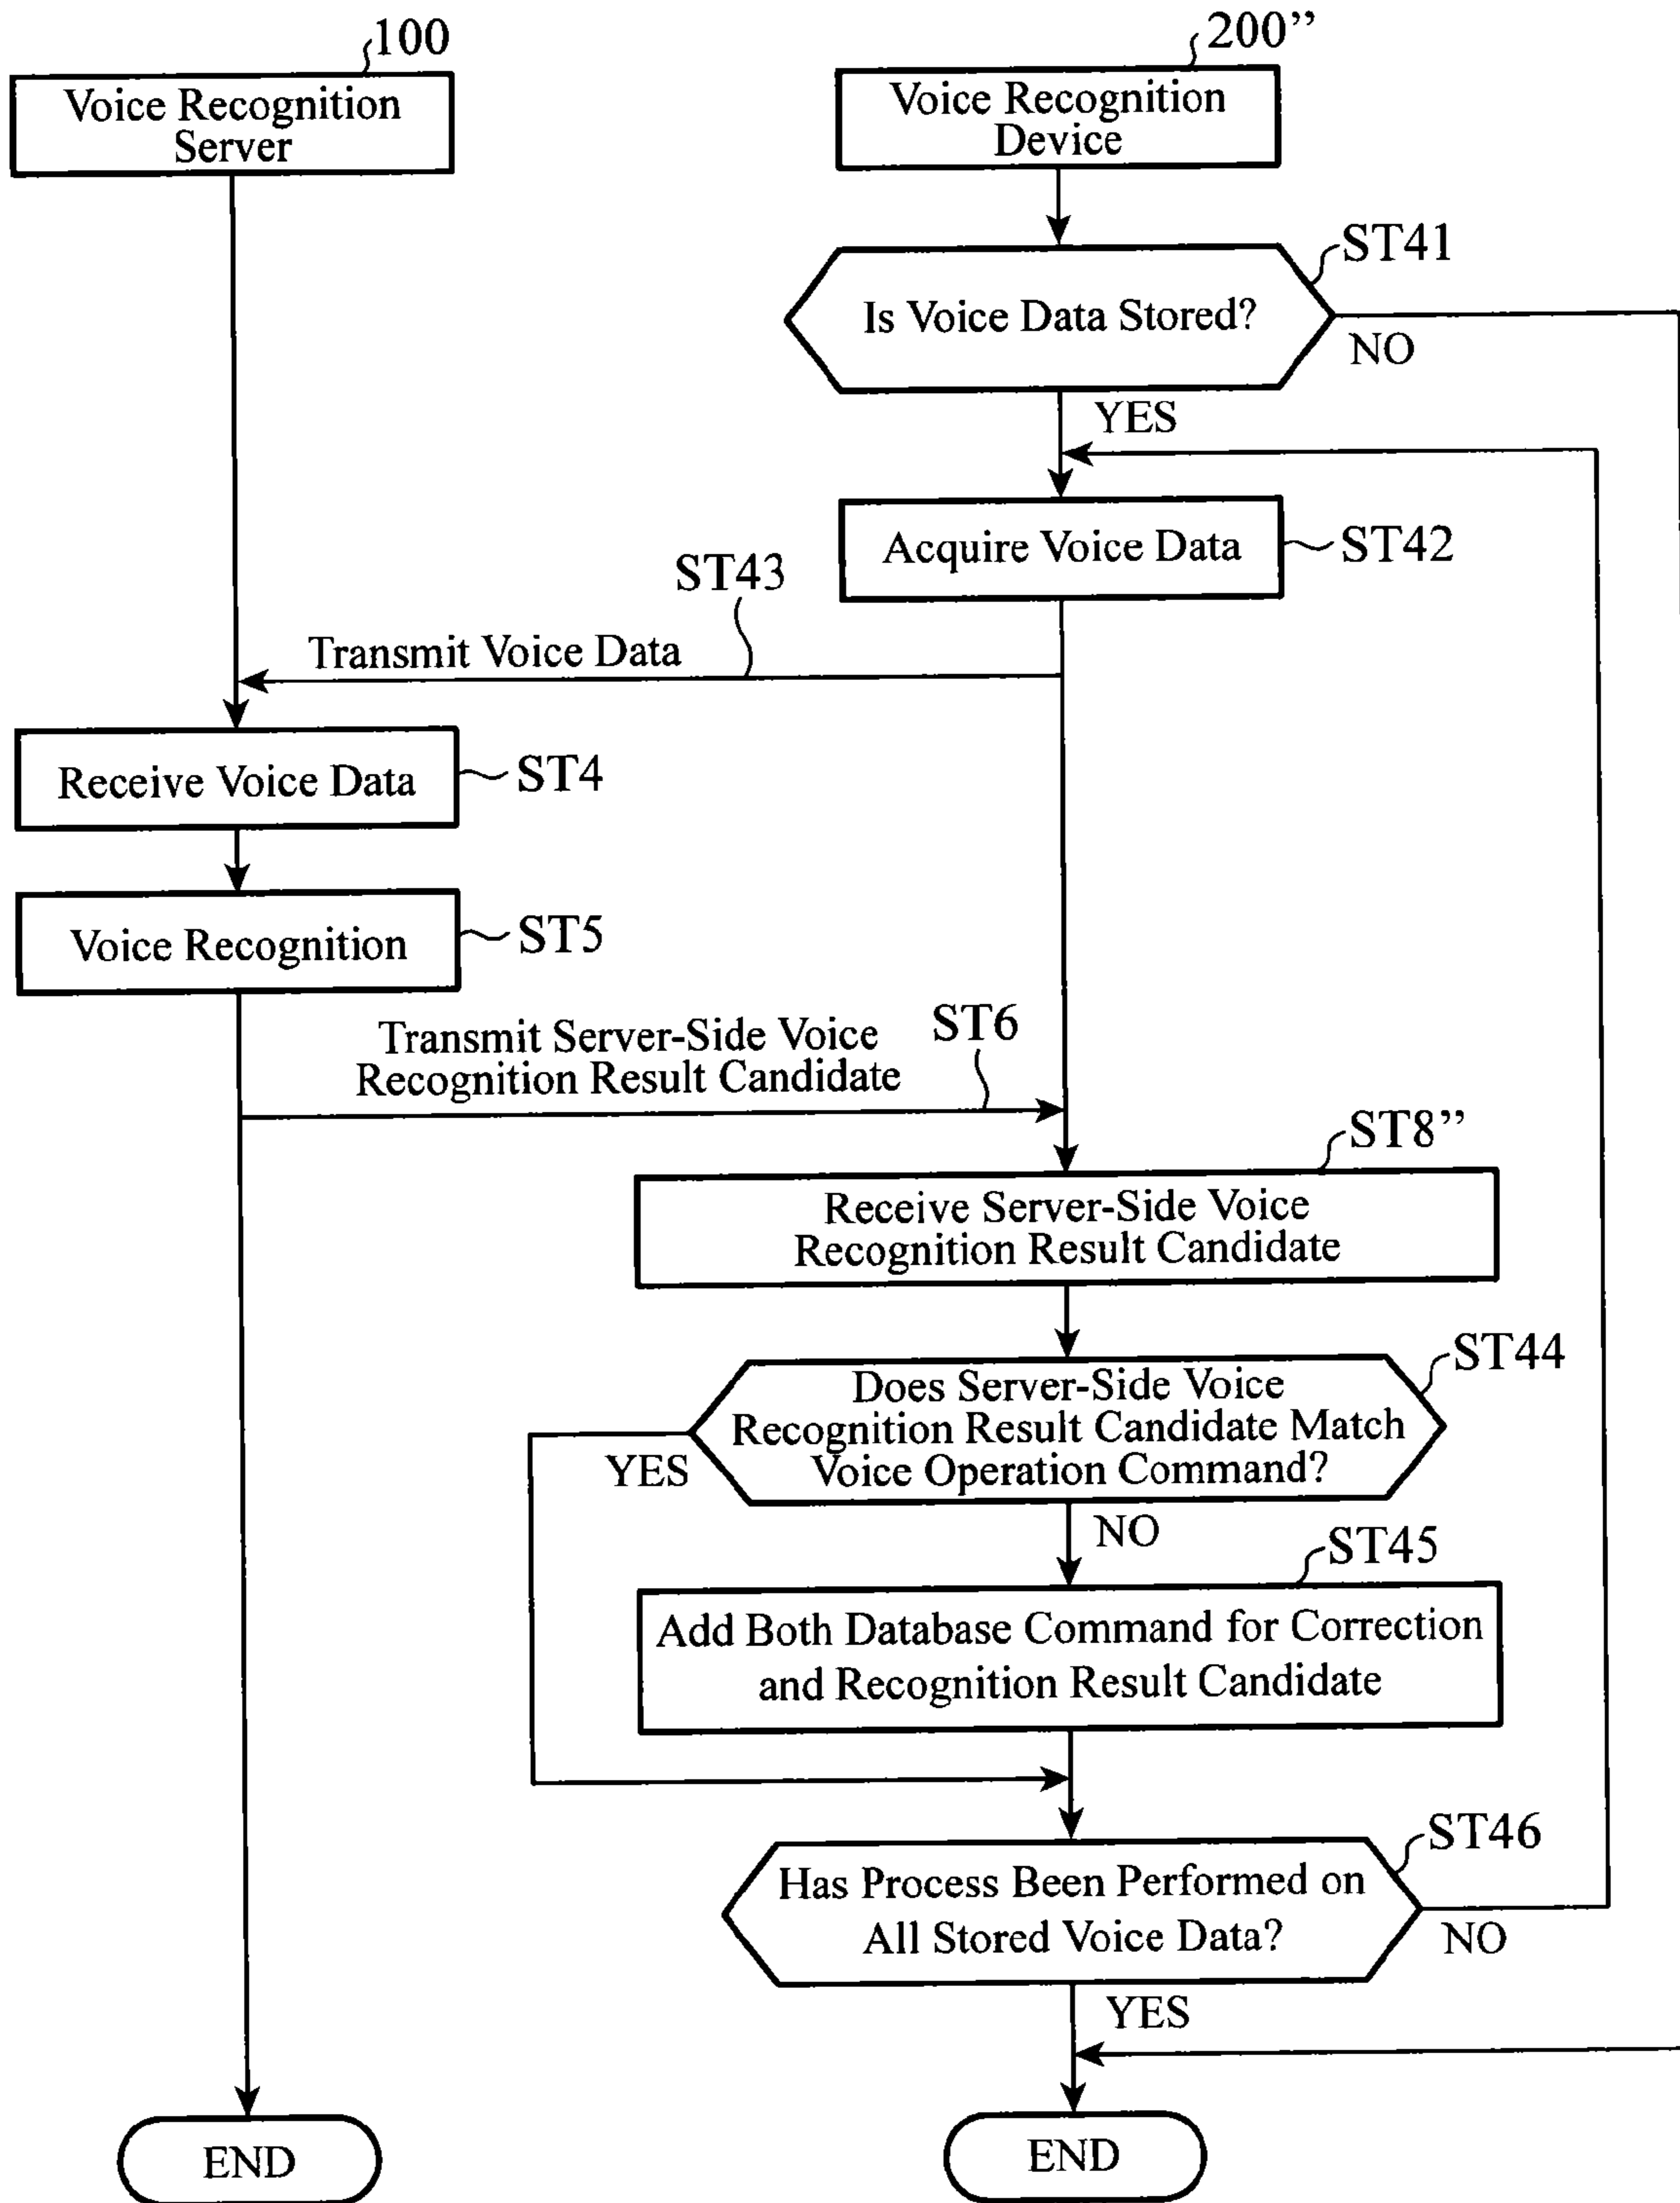 100
200”
Voice Recognition
Server
Voice Recognition
Device
ST41
Is Voice Data Stored?
NO
YES
Acquire Voice Data
ST42
ST43
Transmit Voice Data
Receive Voice Data
ST4
Voice Recognition
ST5
Transmit Server-Side Voice
Recognition Result Candidate
ST6
ST8”
Receive Server-Side Voice
Recognition Result Candidate
ST44
Does Server-Side Voice
Recognition Result Candidate Match
Voice Operation Command?
YES
NO
ST45
Add Both Database Command for Correction
and Recognition Result Candidate
ST46
Has Process Been Performed on
All Stored Voice Data?
NO
YES
END
END